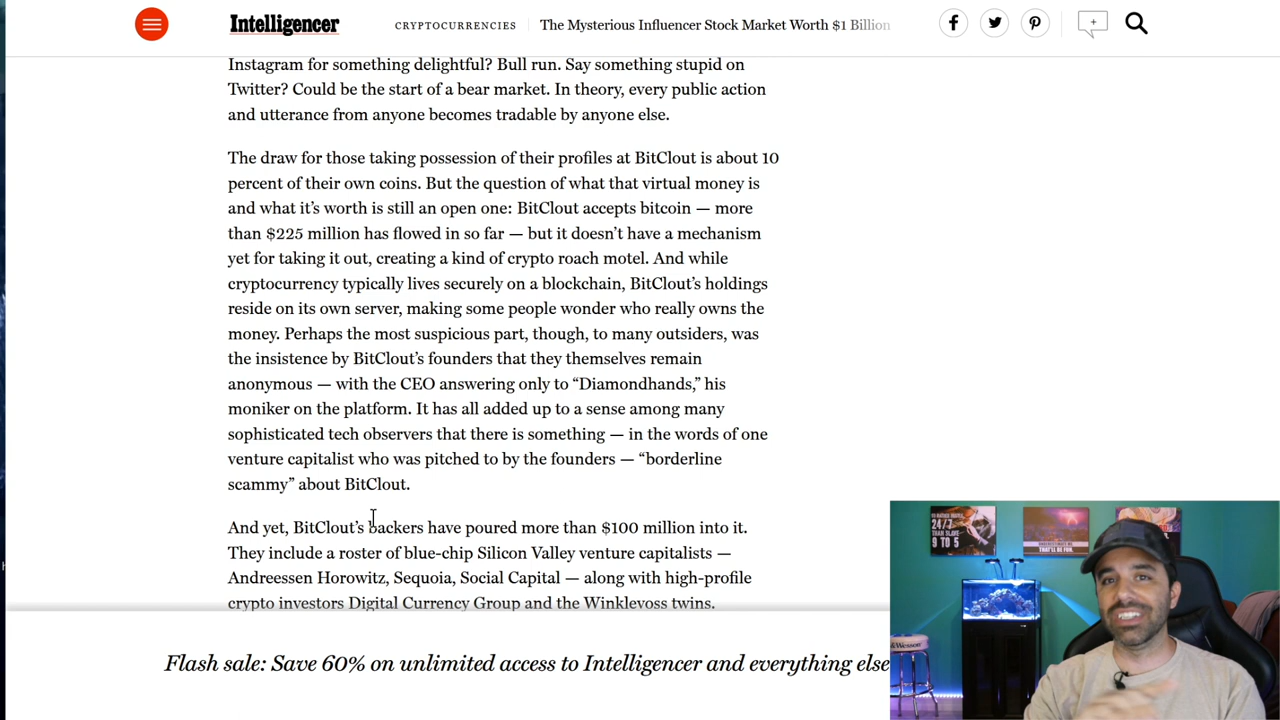 Intelligencer
CRYPTOCURRENCIES
The Mysterious Influencer Stock Market Worth $1 Billion
Instagram for something delightful? Bull run. Say something stupid on
Twitter? Could be the start of a bear market. In theory, every public action
and utterance from anyone becomes tradable by anyone else.
The draw for those taking possession of their profiles at BitClout is about 10
percent of their own coins. But the question of what that virtual money is
and what it’s worth is still an open one: BitClout accepts bitcoin — more
than $225 million has flowed in so far — but it doesn’t have a mechanism
yet for taking it out, creating a kind of crypto roach motel. And while
cryptocurrency typically lives securely on a blockchain, BitClout’s holdings
reside on its own server, making some people wonder who really owns the
money. Perhaps the most suspicious part, though, to many outsiders, was
the insistence by BitClout’s founders that they themselves remain
anonymous — with the CEO answering only to “Diamondhands,” his
moniker on the platform. It has all added up to a sense among many
sophisticated tech observers that there is something — in the words of one
venture capitalist who was pitched to by the founders — “borderline
scammy” about BitClout.
And yet, BitClout’s backers have poured more than $100 million into it.
They include a roster of blue-chip Silicon Valley venture capitalists —
Andreessen Horowitz, Sequoia, Social Capital — along with high-profile
crypto investors Digital Currency Group and the Winklevoss twins.
Flash sale: Save 60% on unlimited access to Intelligencer and everything else
24/7
THAN SLAVE
9 TO 5
THAT'LL BE FUN.